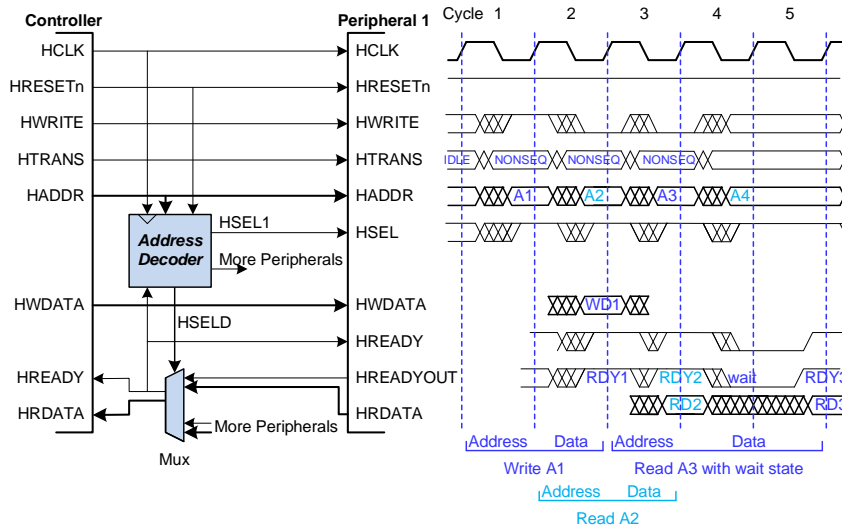 Controller Peripheral 1 Cycle 1 2 3 4 5
HCLK HCLK
HRESETn HRESETn
HWRITE HWRITE
HTRANS HTRANS IDLE NONSEQ NONSEQ NONSEQ
HADDR HADDR A1 A2 A3 A4
HSEL1 HSEL
Address
Decoder
More Peripherals
HWDATA HWDATA WD1
HSELD
HREADY
HREADY HREADYOUT RDY1 RDY2 wait RDY3
HRDATA HRDATA RD2 RD3
More Peripherals
Mux
Address Data Address Data
Write A1 Read A3 with wait state
Address Data
Read A2